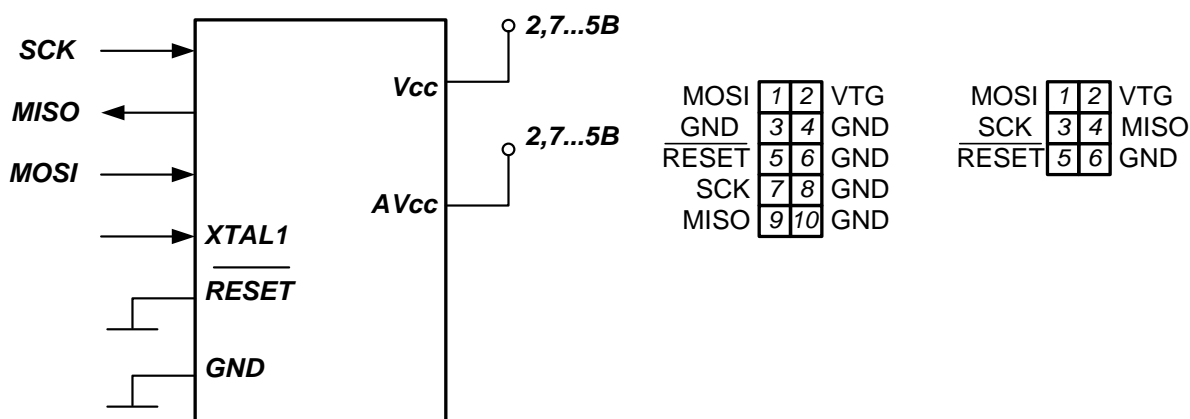 SCK
MISO
MOSI
XTAL1
RESET
GND
2,7...5В
Vcc
2,7...5В
AVcc
MOSI 1 2 VTG
GND 3 4 GND
RESET 5 6 GND
SCK 7 8 GND
MISO 9 10 GND
MOSI 1 2 VTG
SCK 3 4 MISO
RESET 5 6 GND